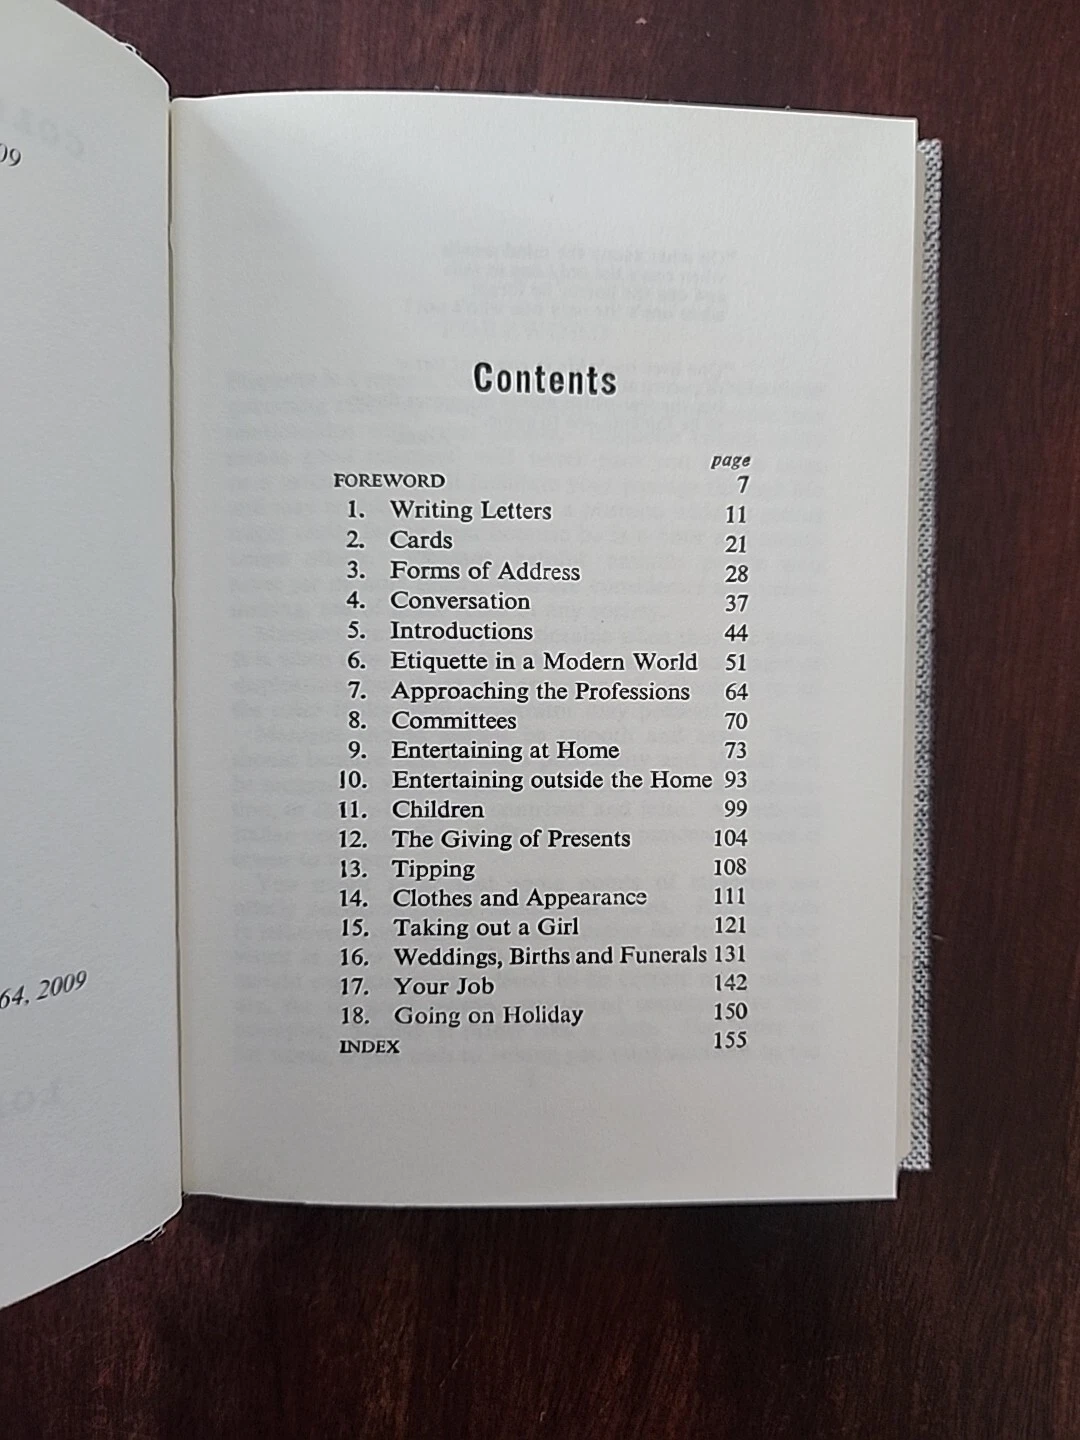 09
64, 2009
Contents
page
FOREWORD 7
1. Writing Letters 11
2. Cards 21
3. Forms of Address 28
4. Conversation 37
5. Introductions 44
6. Etiquette in a Modern World 51
7. Approaching the Professions 64
8. Committees 70
9. Entertaining at Home 73
10. Entertaining outside the Home 93
11. Children 99
12. The Giving of Presents 104
13. Tipping 108
14. Clothes and Appearance 111
15. Taking out a Girl 121
16. Weddings, Births and Funerals 131
17. Your Job 142
18. Going on Holiday 150
INDEX 155